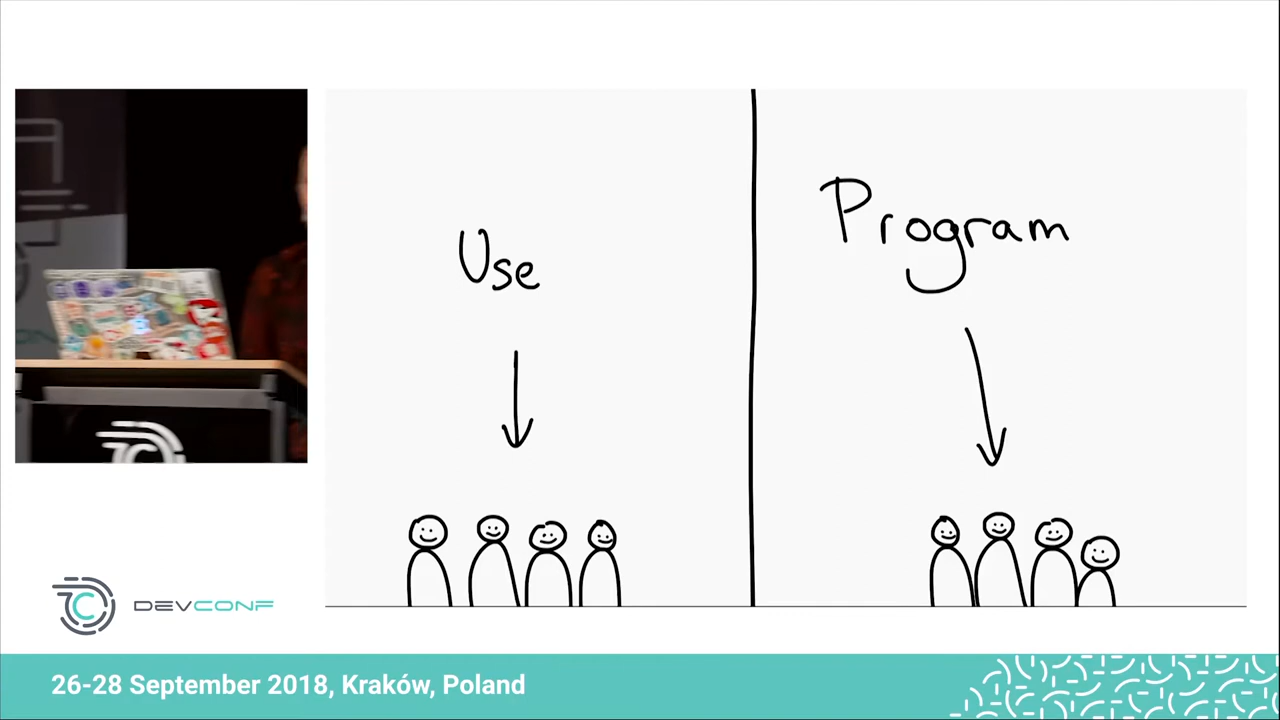 Use
Program
DEVCONF
26-28 September 2018, Kraków, Poland